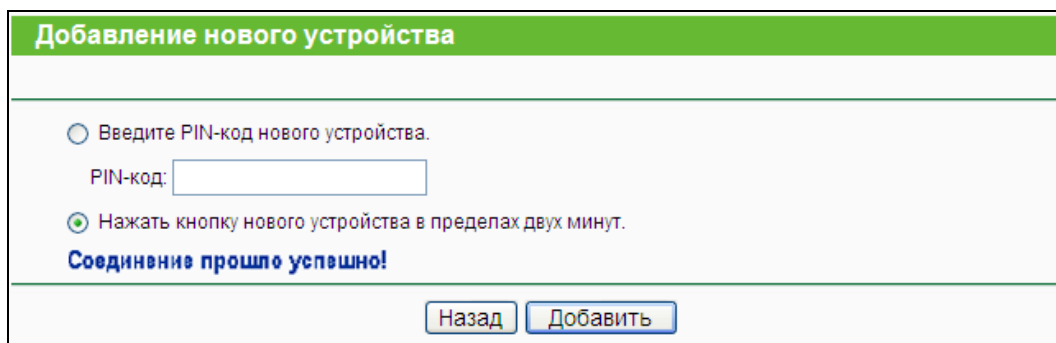 Добавление нового устройства
Введите PIN-код нового устройства.
PIN-код:
Нажать кнопку нового устройства в пределах двух минут.
Соединение прошло успешно!
Назад Добавить